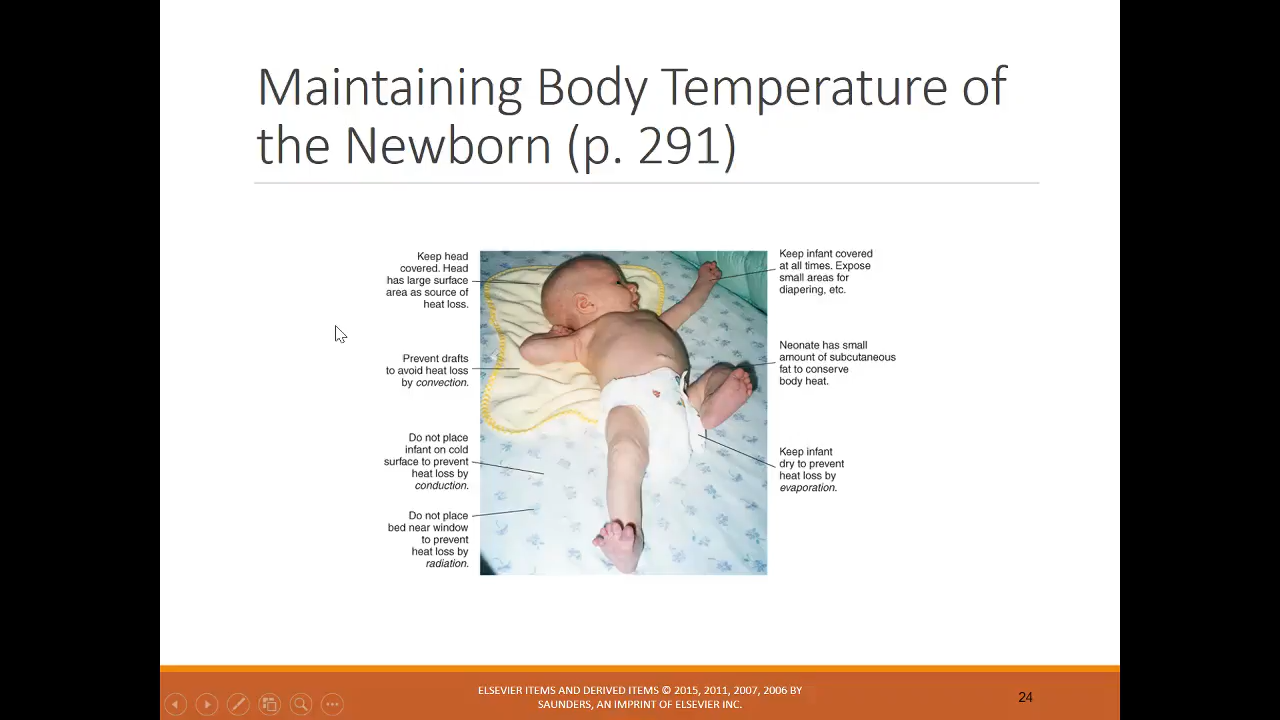 Maintaining Body Temperature of
the Newborn (p. 291)
Keep head
covered. Head
has large surface
area as source of
heat loss.
Prevent drafts
to avoid heat loss
by convection.
Do not place
infant on cold
surface to prevent
heat loss by
conduction.
Do not place
bed near window
to prevent
heat loss by
radiation.
Keep infant covered
at all times. Expose
small areas for
diapering, etc.
Neonate has small
amount of subcutaneous
fat to conserve
body heat.
Keep infant
dry to prevent
heat loss by
evaporation.
ELSEVIER ITEMS AND DERIVED ITEMS © 2015, 2011, 2007, 2006 BY
SAUNDERS, AN IMPRINT OF ELSEVIER INC.
24